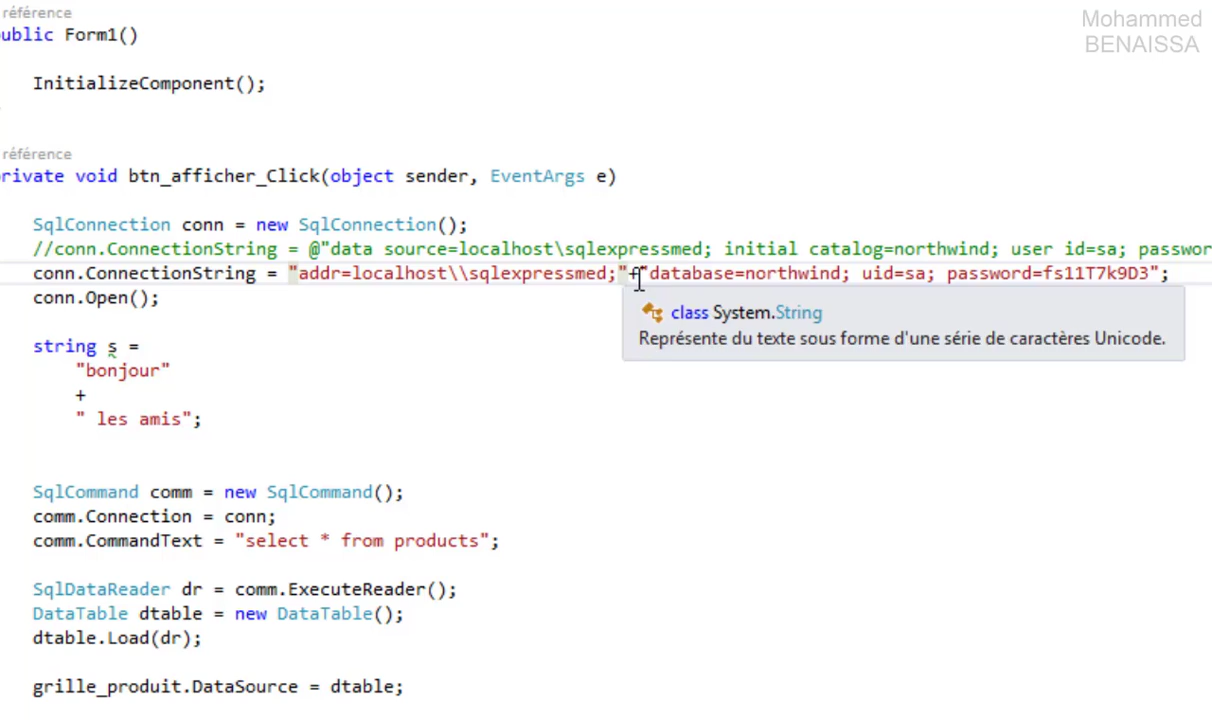 référence
Mohammed
BENAISSA
ublic Form1()
InitializeComponent();
référence
rivate void btn_afficher_Click(object sender, EventArgs e)
SqlConnection conn = new SqlConnection();
//conn.ConnectionString = @"data source=localhost\sqlexpressmed; initial catalog=northwind; user id=sa; passwor
conn.ConnectionString = "addr=localhost\\sqlexpressmed;"+"database=northwind; uid=sa; password=fs11T7k9D3";
conn.Open();
class System.String
Représente du texte sous forme d'une série de caractères Unicode.
string s =
"bonjour"
+
" les amis";
SqlCommand comm = new SqlCommand();
comm.Connection = conn;
comm.CommandText = "select * from products";
SqlDataReader dr = comm.ExecuteReader();
DataTable dtable = new DataTable();
dtable.Load(dr);
grille_produit.DataSource = dtable;